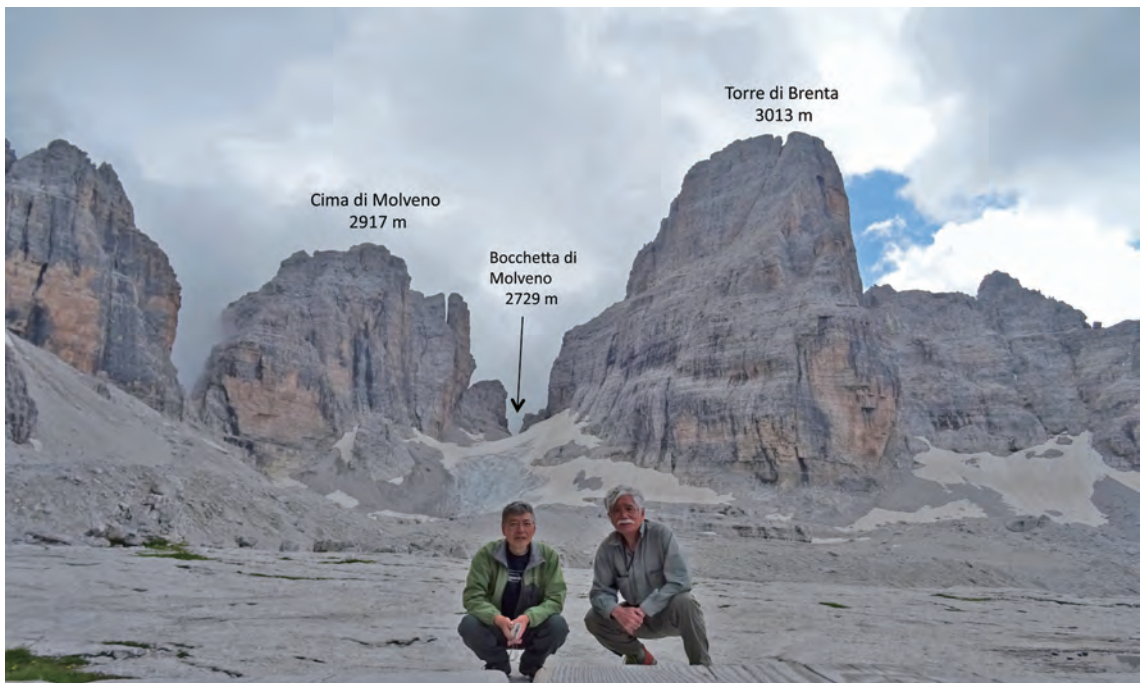 Torre di Brenta
3013 m
Cima di Molveno
2917 m
Bocchetta di
Molveno
2729 m